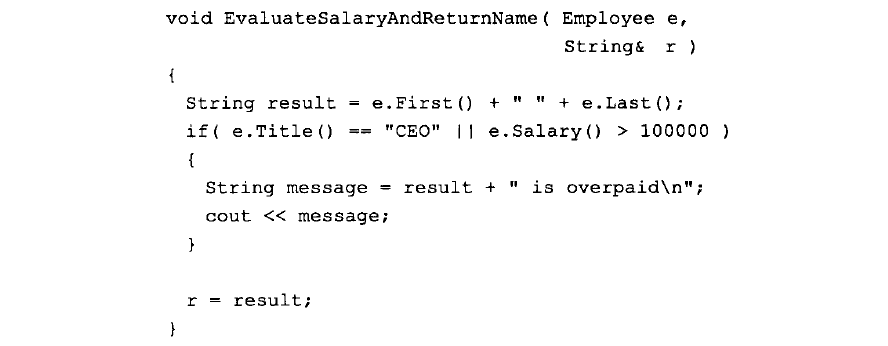 void EvaluateSalaryAndReturnName( Employee e,
String& r )
{
String result = e.First() + " " + e.Last();
if( e.Title() == "CEO" || e.Salary() > 100000 )
{
String message = result + " is overpaid\n";
cout << message;
}
r = result;
}